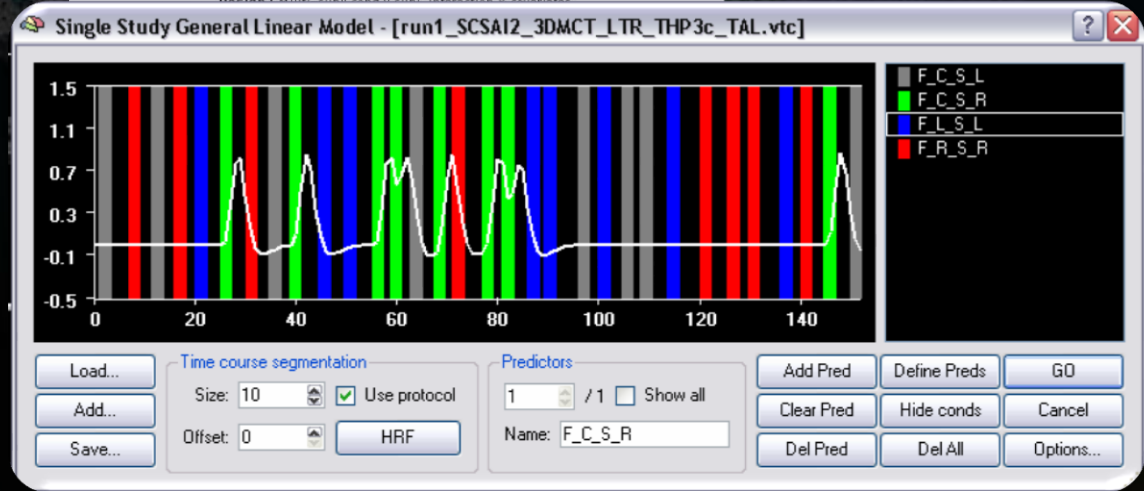 Single Study General Linear Model - [run1_SCSAI2_3DMCT_LTR_THP3c_TAL.vtc]
1.5
1.1
0.7
0.3
-0.1
-0.5
0 20 40 60 80 100 120 140
F_C_S_L
F_C_S_R
F_L_S_L
F_R_S_R
Load...
Add...
Save...
Time course segmentation
Size: 10 Use protocol
Offset: 0 HRF
Predictors
1 / 1 Show all
Name: F_C_S_R
Add Pred Define Preds GO
Clear Pred Hide conds Cancel
Del Pred Del All Options...